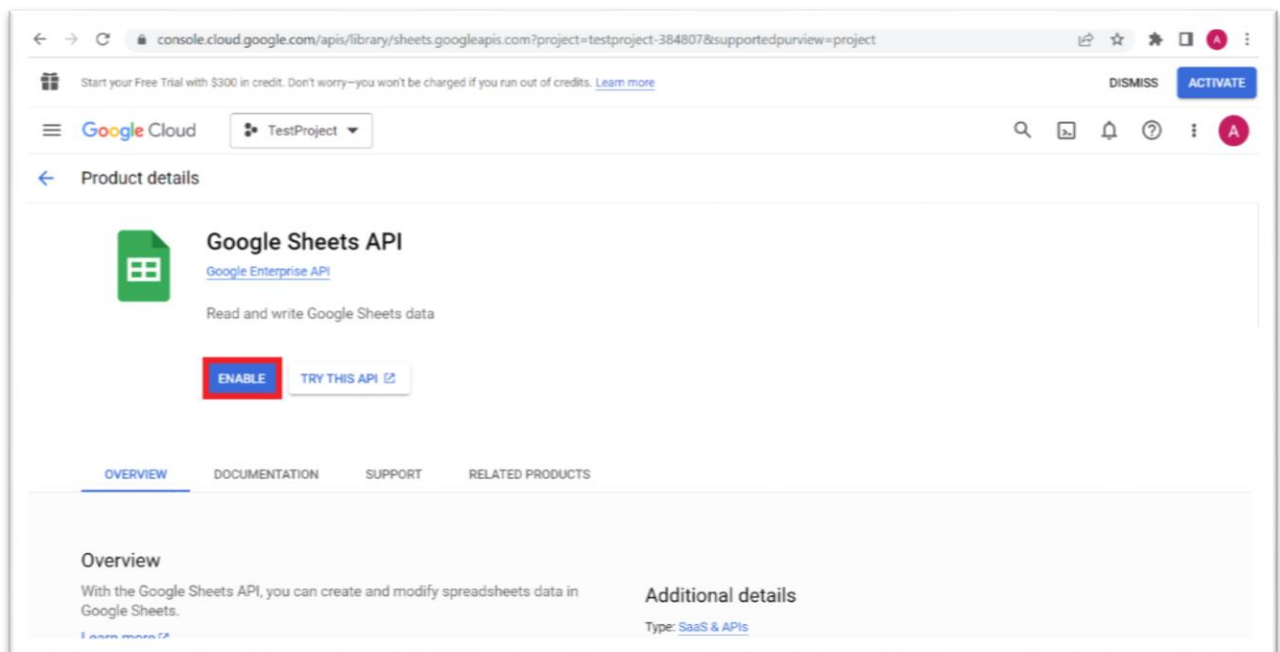 console.cloud.google.com/apis/library/sheets.googleapis.com?project=testproject-384807&supportedpurview=project
A
Start your Free Trial with $300 in credit. Don't worry—you won't be charged if you run out of credits. Learn more
DISMISS
ACTIVATE
Google Cloud
TestProject
A
Product details
Google Sheets API
Google Enterprise API
Read and write Google Sheets data
ENABLE
TRY THIS API
OVERVIEW
DOCUMENTATION
SUPPORT
RELATED PRODUCTS
Overview
With the Google Sheets API, you can create and modify spreadsheets data in
Google Sheets.
Learn more
Additional details
Type: SaaS & APIs